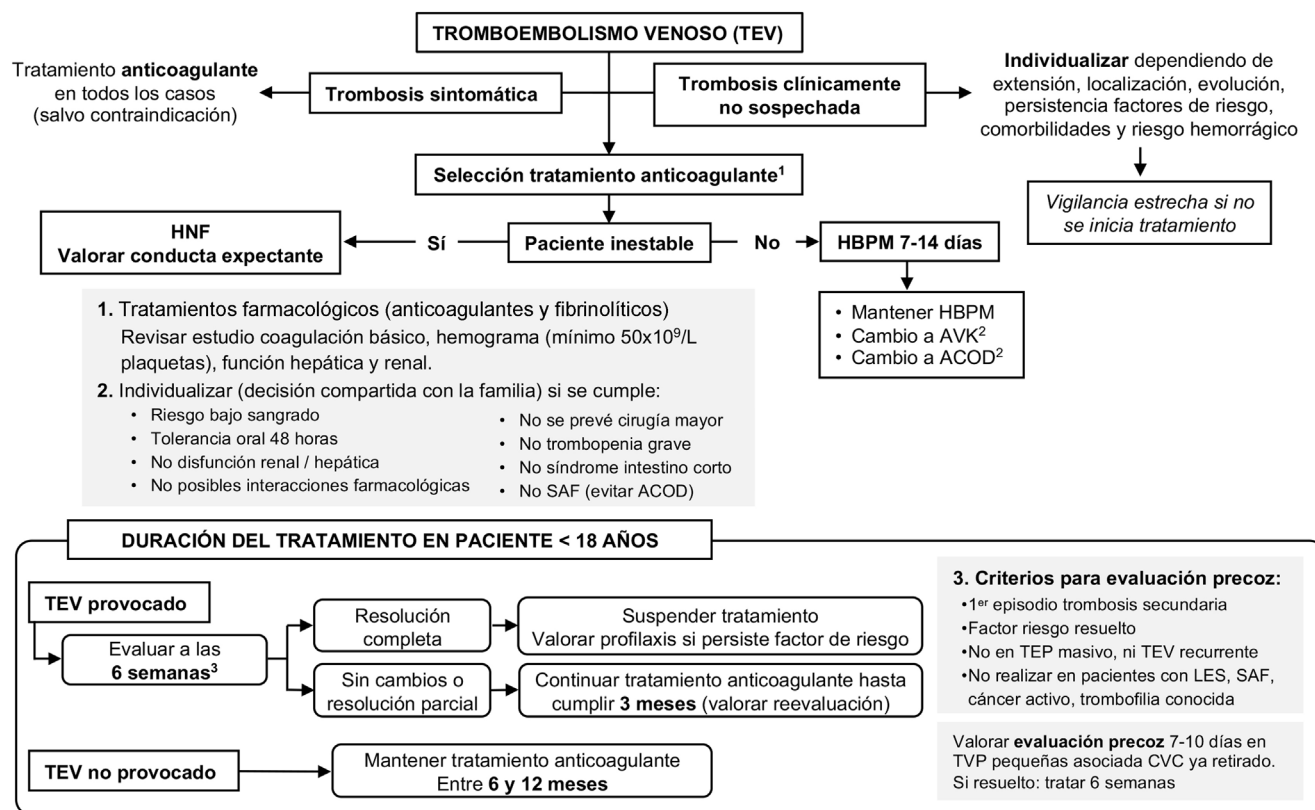 TROMBOEMBOLISMO VENOSO (TEV)
Tratamiento anticoagulante
en todos los casos
(salvo contraindicación)
Trombosis sintomática
Trombosis clínicamente
no sospechada
Individualizar dependiendo de
extensión, localización, evolución,
persistencia factores de riesgo,
comorbilidades y riesgo hemorrágico
Vigilancia estrecha si no
se inicia tratamiento
Selección tratamiento anticoagulante¹
HNF
Valorar conducta expectante
Sí
Paciente inestable
No
HBPM 7-14 días
• Mantener HBPM
• Cambio a AVK²
• Cambio a ACOD²
1. Tratamientos farmacológicos (anticoagulantes y fibrinolíticos)
Revisar estudio coagulación básico, hemograma (mínimo 50x10⁹/L
plaquetas), función hepática y renal.
2. Individualizar (decisión compartida con la familia) si se cumple:
• Riesgo bajo sangrado
• Tolerancia oral 48 horas
• No disfunción renal / hepática
• No posibles interacciones farmacológicas
• No se prevé cirugía mayor
• No trombopenia grave
• No síndrome intestino corto
• No SAF (evitar ACOD)
DURACIÓN DEL TRATAMIENTO EN PACIENTE < 18 AÑOS
TEV provocado
Evaluar a las
6 semanas³
Resolución
completa
Suspender tratamiento
Valorar profilaxis si persiste factor de riesgo
Sin cambios o
resolución parcial
Continuar tratamiento anticoagulante hasta
cumplir 3 meses (valorar reevaluación)
TEV no provocado
Mantener tratamiento anticoagulante
Entre 6 y 12 meses
3. Criterios para evaluación precoz:
•1ᵉʳ episodio trombosis secundaria
•Factor riesgo resuelto
•No en TEP masivo, ni TEV recurrente
•No realizar en pacientes con LES, SAF,
cáncer activo, trombofilia conocida
Valorar evaluación precoz 7-10 días en
TVP pequeñas asociada CVC ya retirado.
Si resuelto: tratar 6 semanas